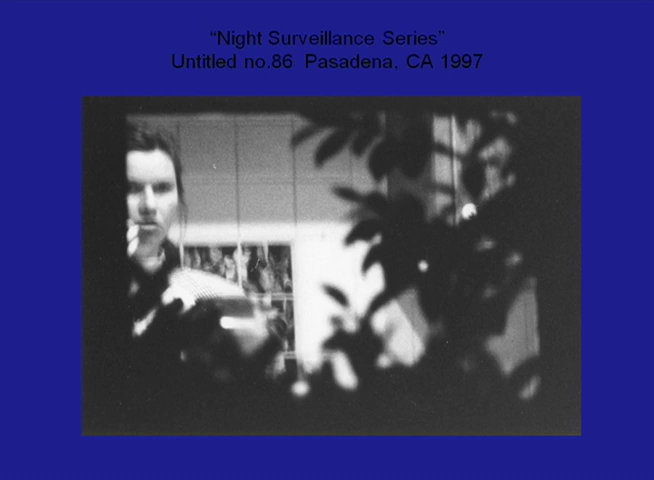 “Night Surveillance Series”
Untitled no.86  Pasadena, CA 1997